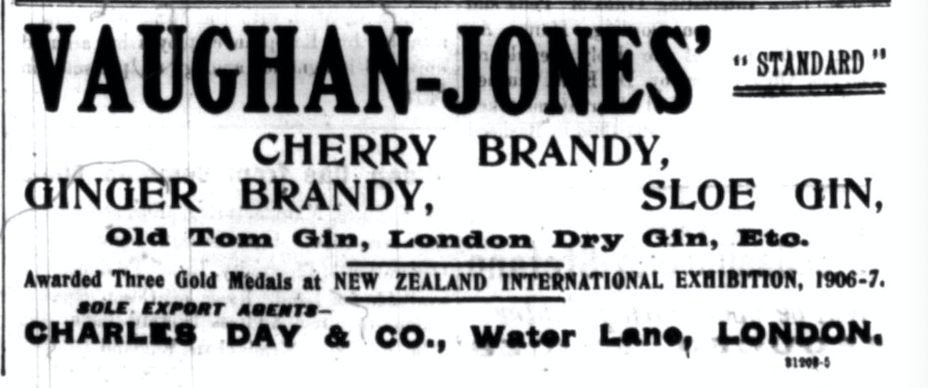 VAUGHAN-JONES' "STANDARD"
CHERRY BRANDY,
GINGER BRANDY, SLOE GIN,
Old Tom Gin, London Dry Gin, Etc.
Awarded Three Gold Medals at NEW ZEALAND INTERNATIONAL EXHIBITION, 1906-7.
SOLE EXPORT AGENTS—
CHARLES DAY & CO., Water Lane, LONDON.